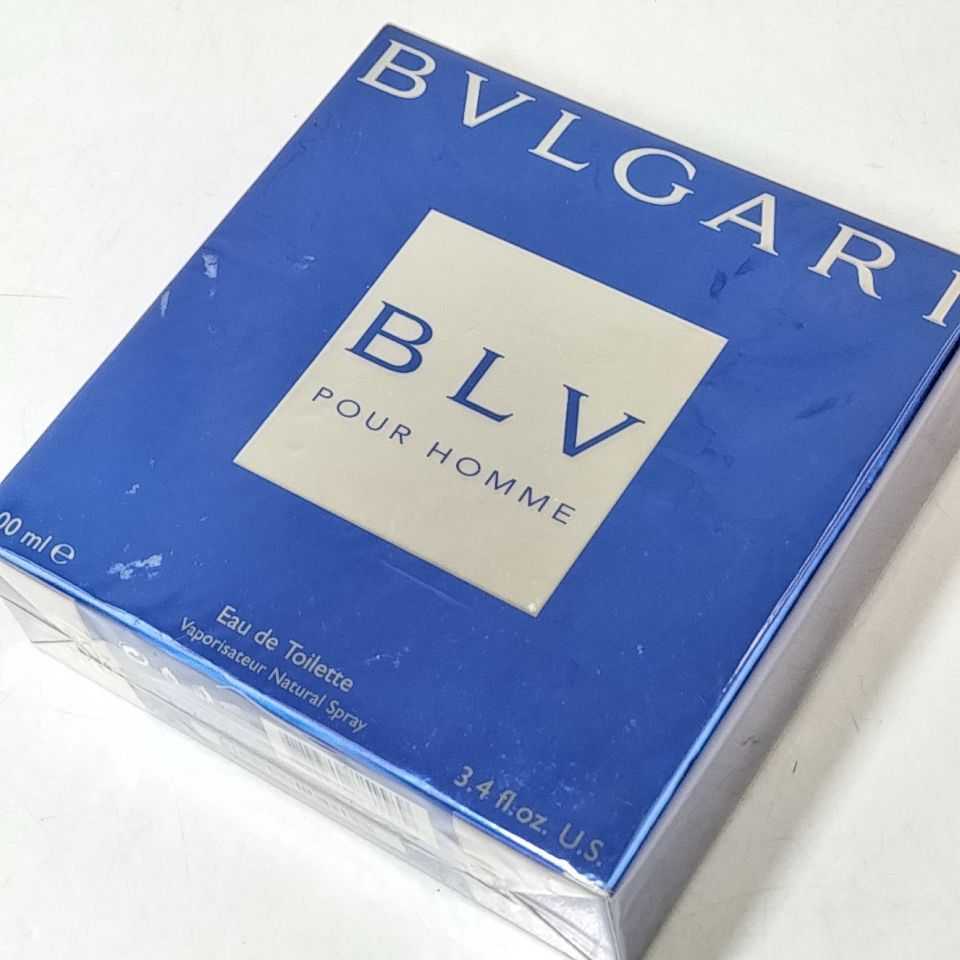 BVLGARI
BLV
POUR HOMME
00 ml e
Eau de Toilette
Vaporisateur Natural Spray
3.4 fl.oz. U.S.